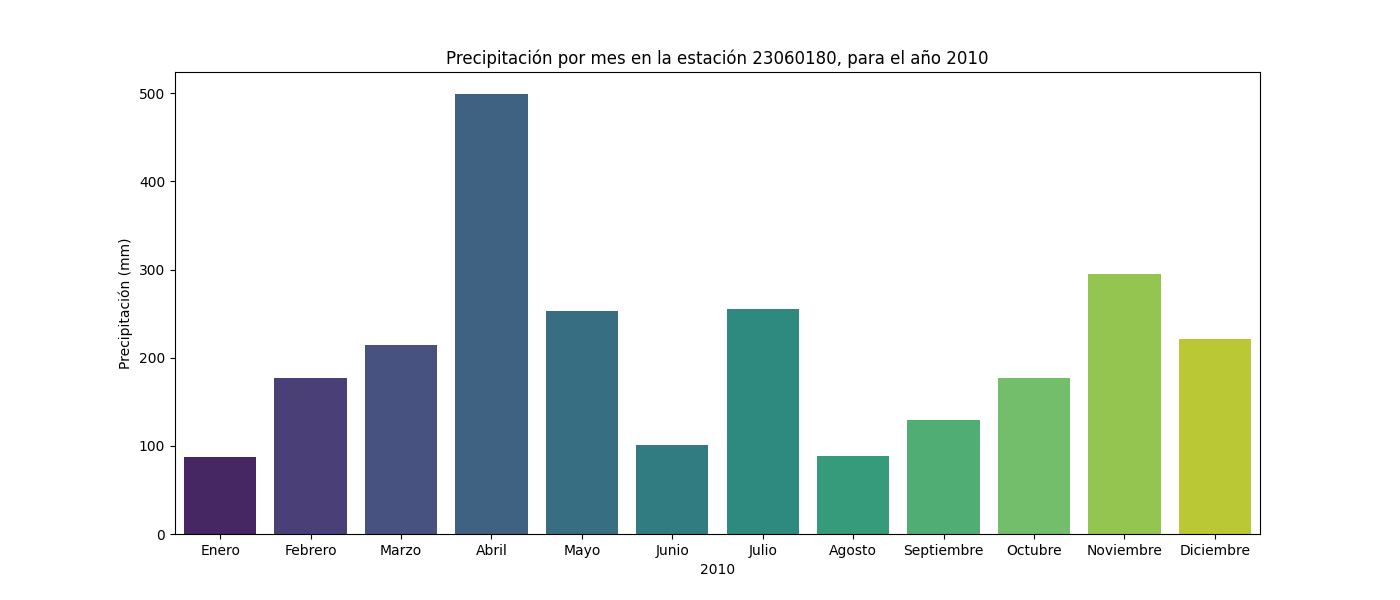 Precipitación por mes en la estación 23060180, para el año 2010
Precipitación (mm)
500
400
300
200
100
0
Enero Febrero Marzo Abril Mayo Junio Julio Agosto Septiembre Octubre Noviembre Diciembre
2010